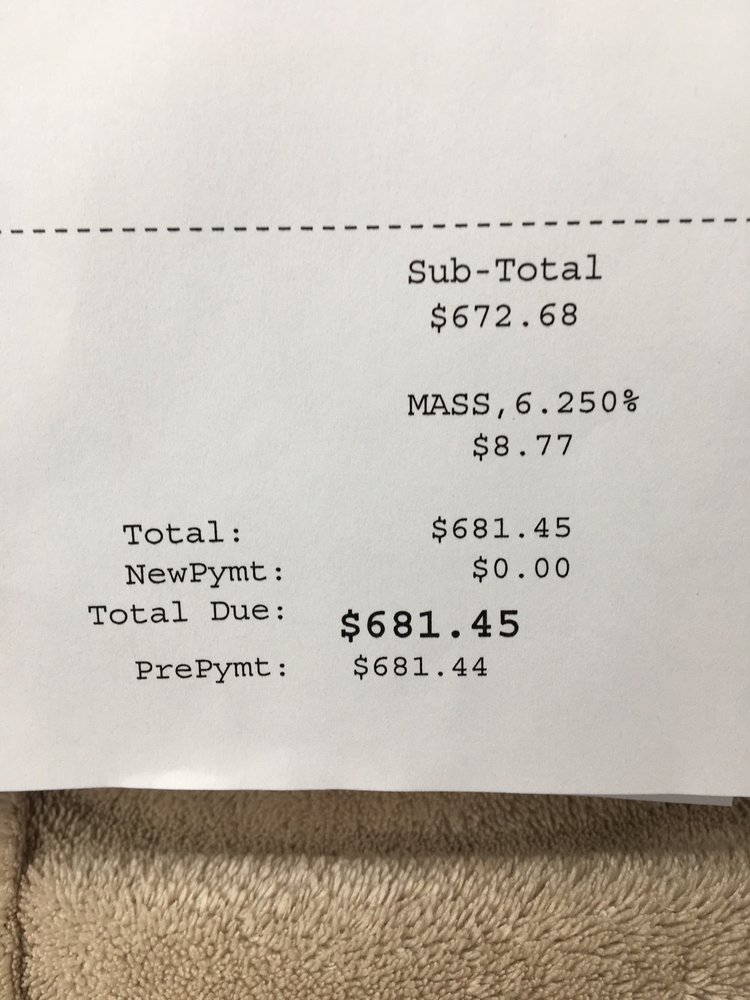 Sub-Total
$672.68
MASS,6.250%
$8.77
Total: $681.45
NewPymt: $0.00
Total Due: $681.45
PrePymt: $681.44